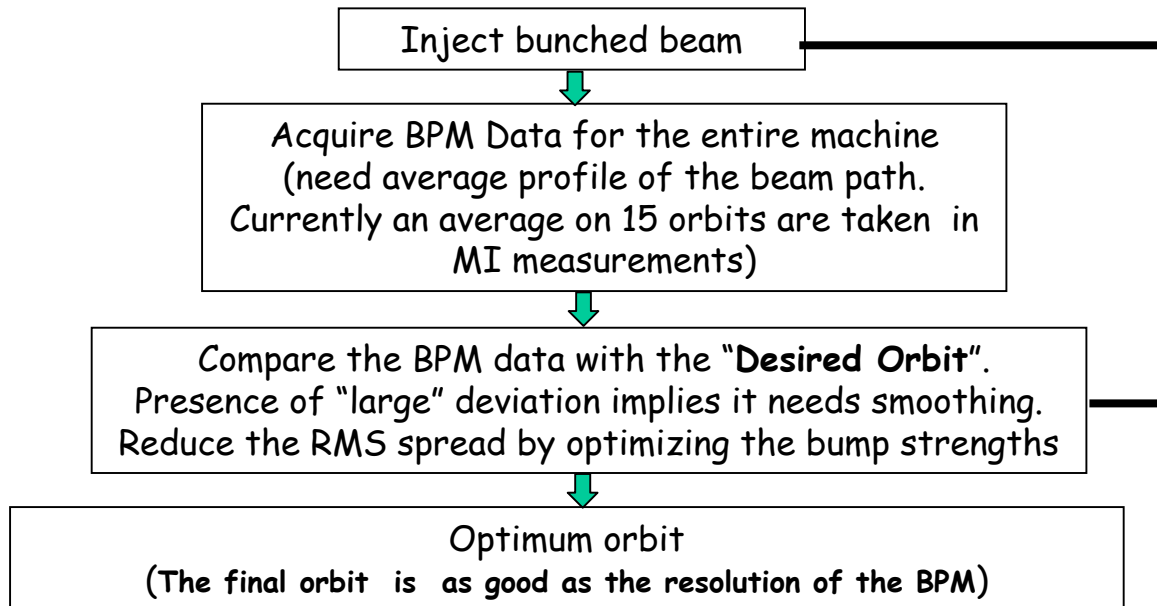 Inject bunched beam
Acquire BPM Data for the entire machine
(need average profile of the beam path.
Currently an average on 15 orbits are taken in
MI measurements)
Compare the BPM data with the “Desired Orbit”.
Presence of “large” deviation implies it needs smoothing.
Reduce the RMS spread by optimizing the bump strengths
Optimum orbit
(The final orbit is as good as the resolution of the BPM)